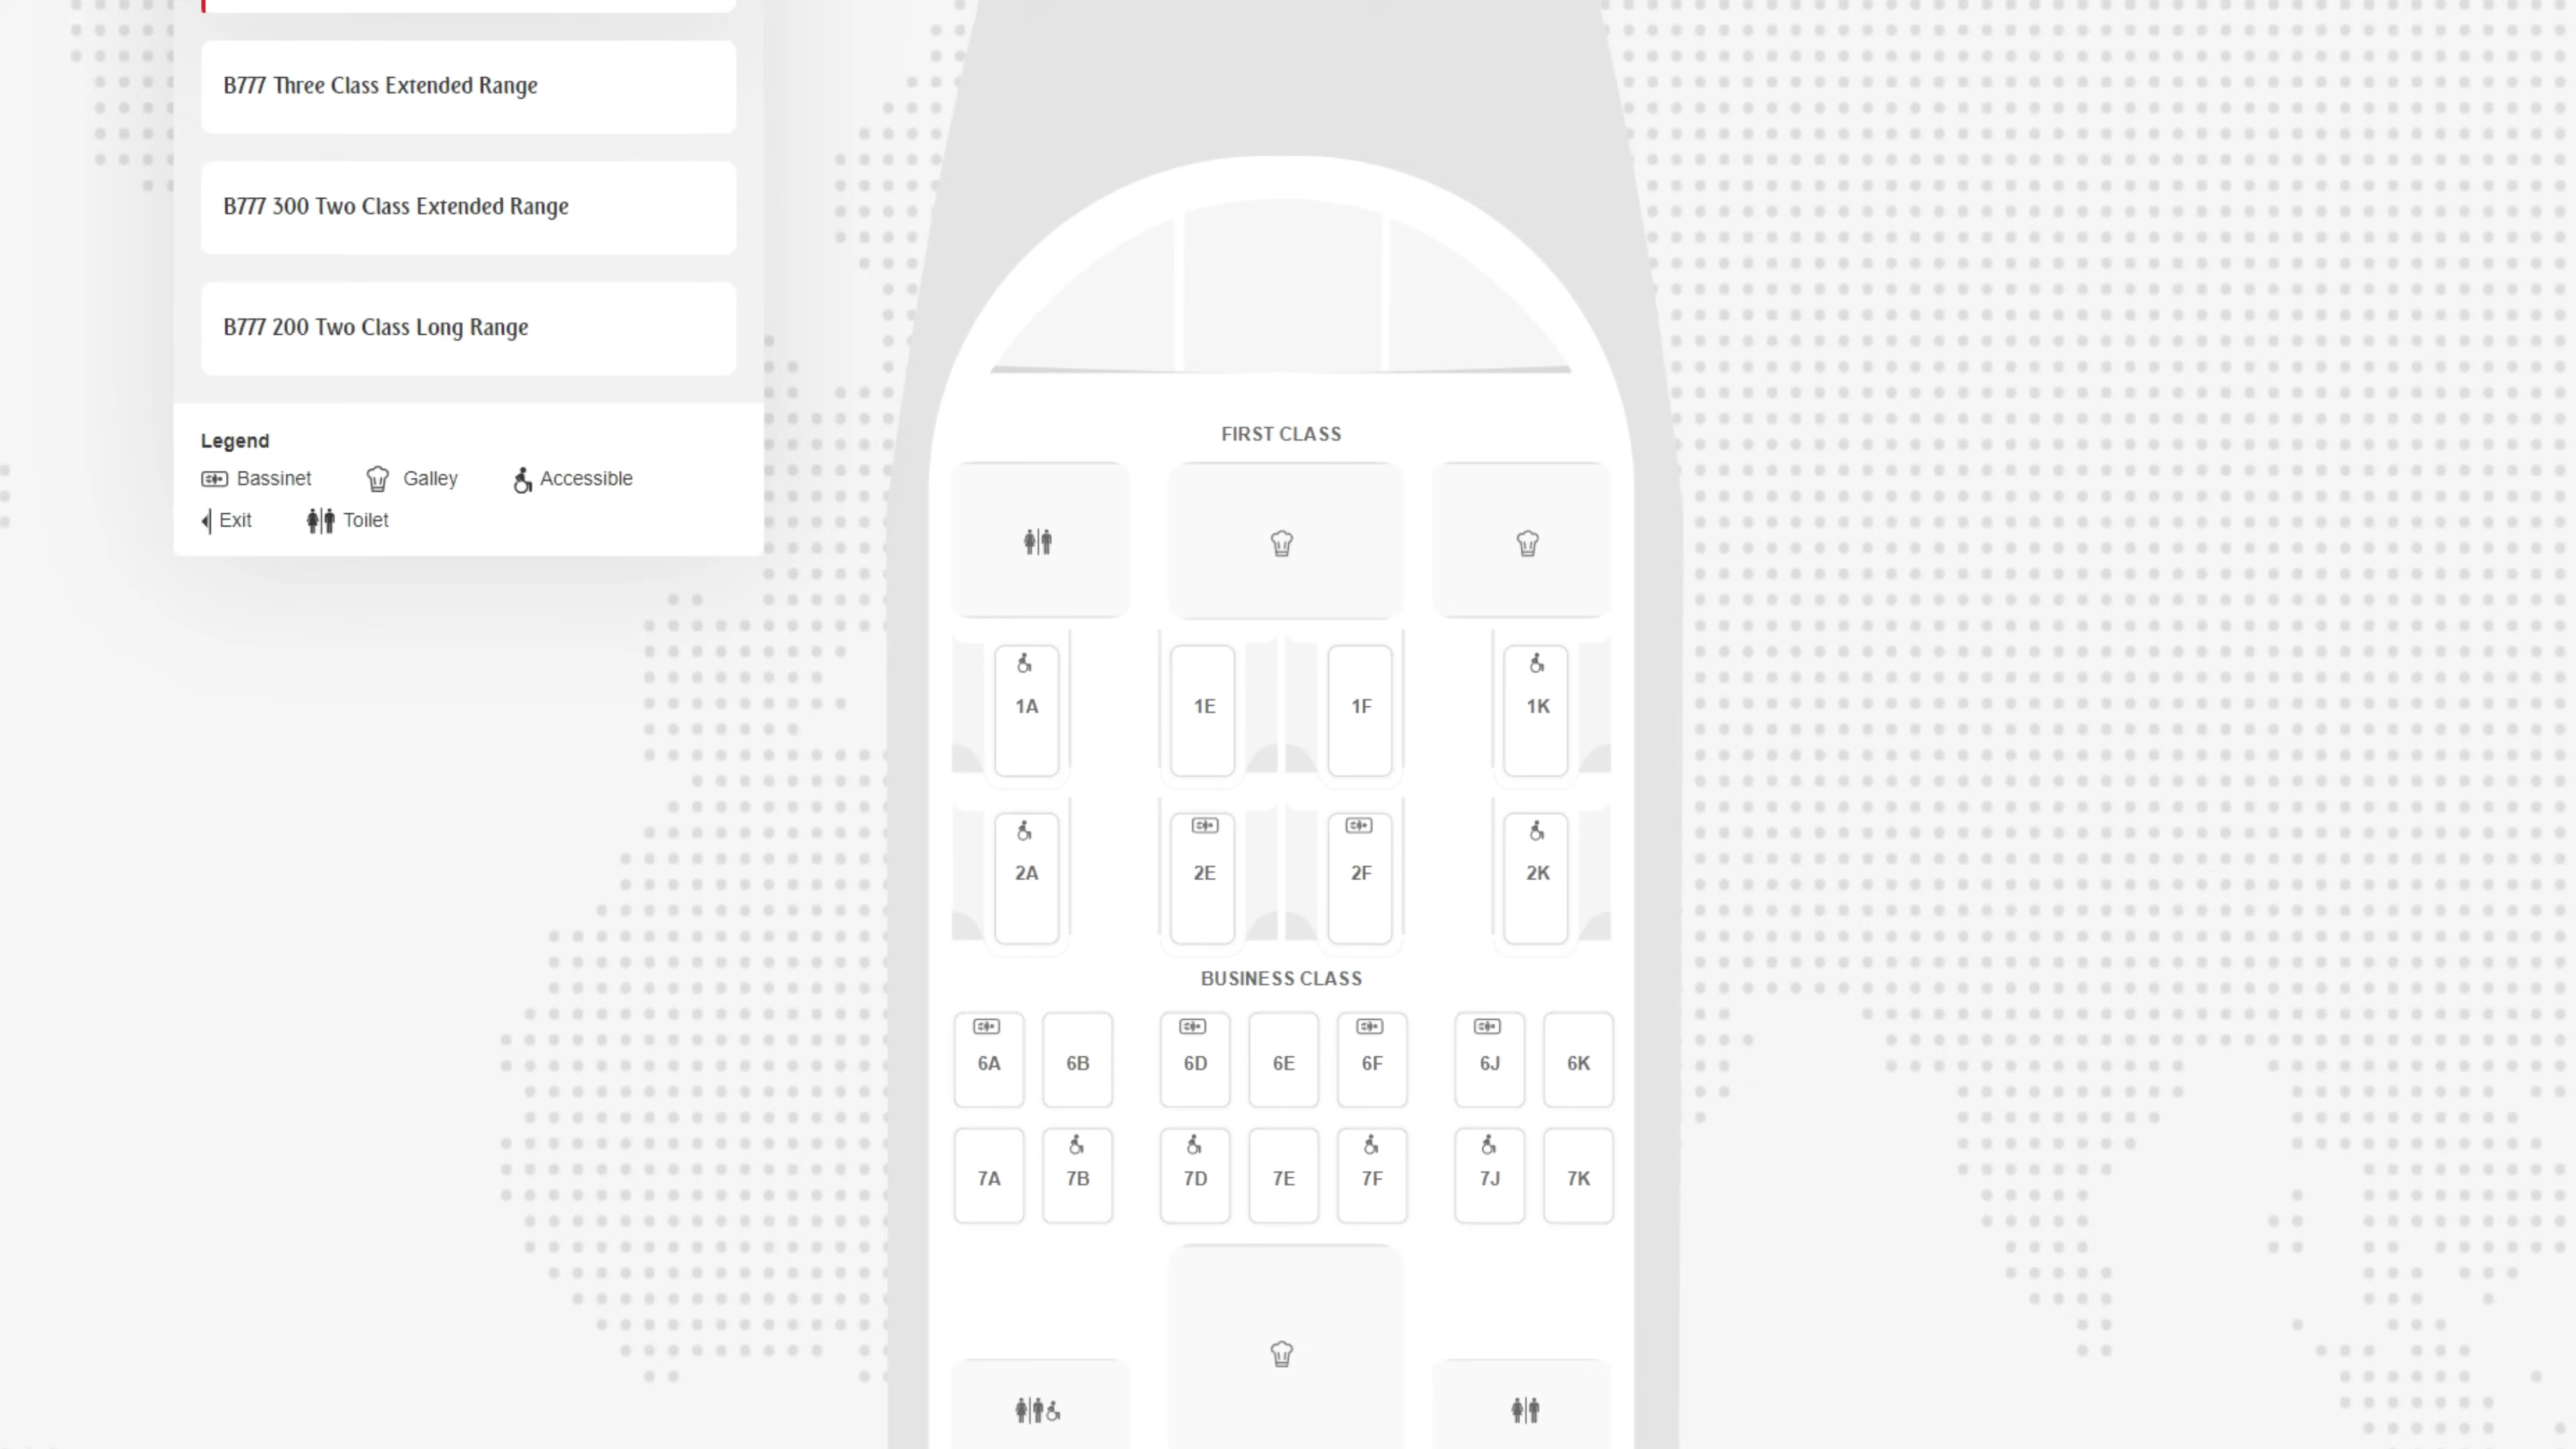 B777 Three Class Extended Range
B777 300 Two Class Extended Range
B777 200 Two Class Long Range
Legend
Bassinet Galley Accessible
Exit Toilet
FIRST CLASS
1A 1E 1F 1K
2A 2E 2F 2K
BUSINESS CLASS
6A 6B 6D 6E 6F 6J 6K
7A 7B 7D 7E 7F 7J 7K